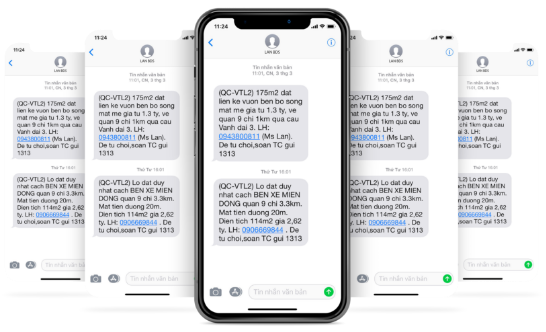 11:24
LAN BDS
Tin nhắn văn bản
11:01, CN, 3 thg 3
(QC-VTL2) 175m2 dat
lien ke vuon ben bo song
mat me gia tu 1.3 ty, ve
quan 9 chi 1km qua cau
Vanh dai 3. LH:
0943800811 (Ms Lan).
De tu choi,soan TC gui
1313
Thứ Tư 15:01
(QC-VTL2) Lo dat duy
nhat cach BEN XE MIEN
DONG quan 9 chi 3.3km.
Mat tien duong 20m.
Dien tich 114m2 gia 2,62
ty. LH: 0906669844 . De
tu choi,soan TC gui 1313
Tin nhắn văn bản